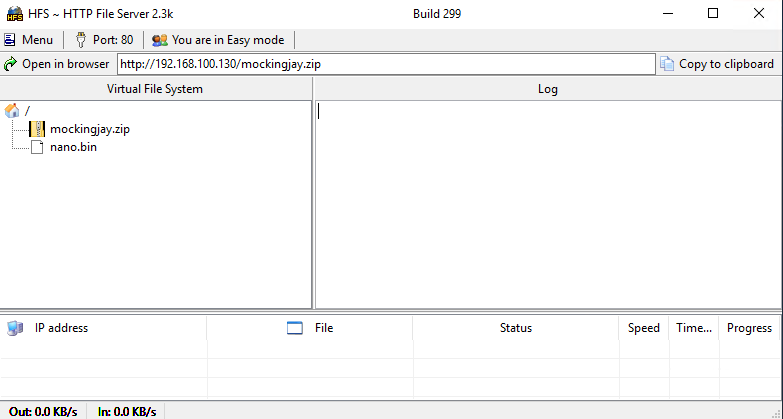 HFS ~ HTTP File Server 2.3k Build 299
Menu Port: 80 You are in Easy mode
Open in browser http://192.168.100.130/mockingjay.zip Copy to clipboard
Virtual File System Log
/
mockingjay.zip
nano.bin
IP address File Status Speed Time... Progress
Out: 0.0 KB/s In: 0.0 KB/s